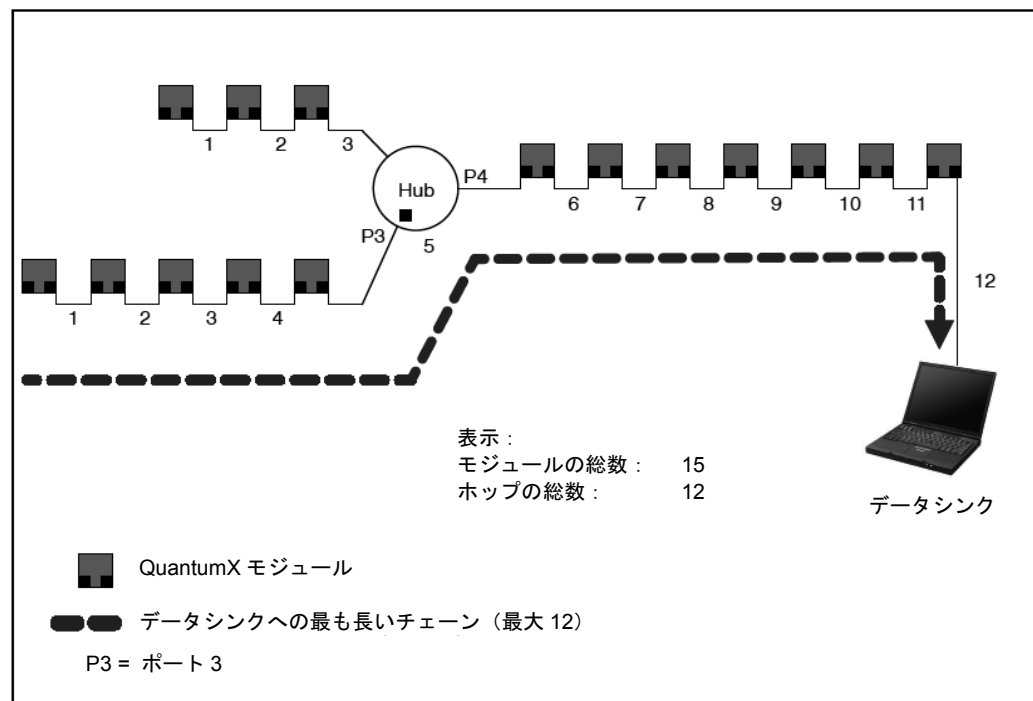 1 2 3
Hub
P4
P3
5
6 7 8 9 10 11
1 2 3 4
12
表示：
モジュールの総数： 15
ホップの総数： 12
データシンク
QuantumX モジュール
データシンクへの最も長いチェーン（最大 12）
P3 = ポート 3